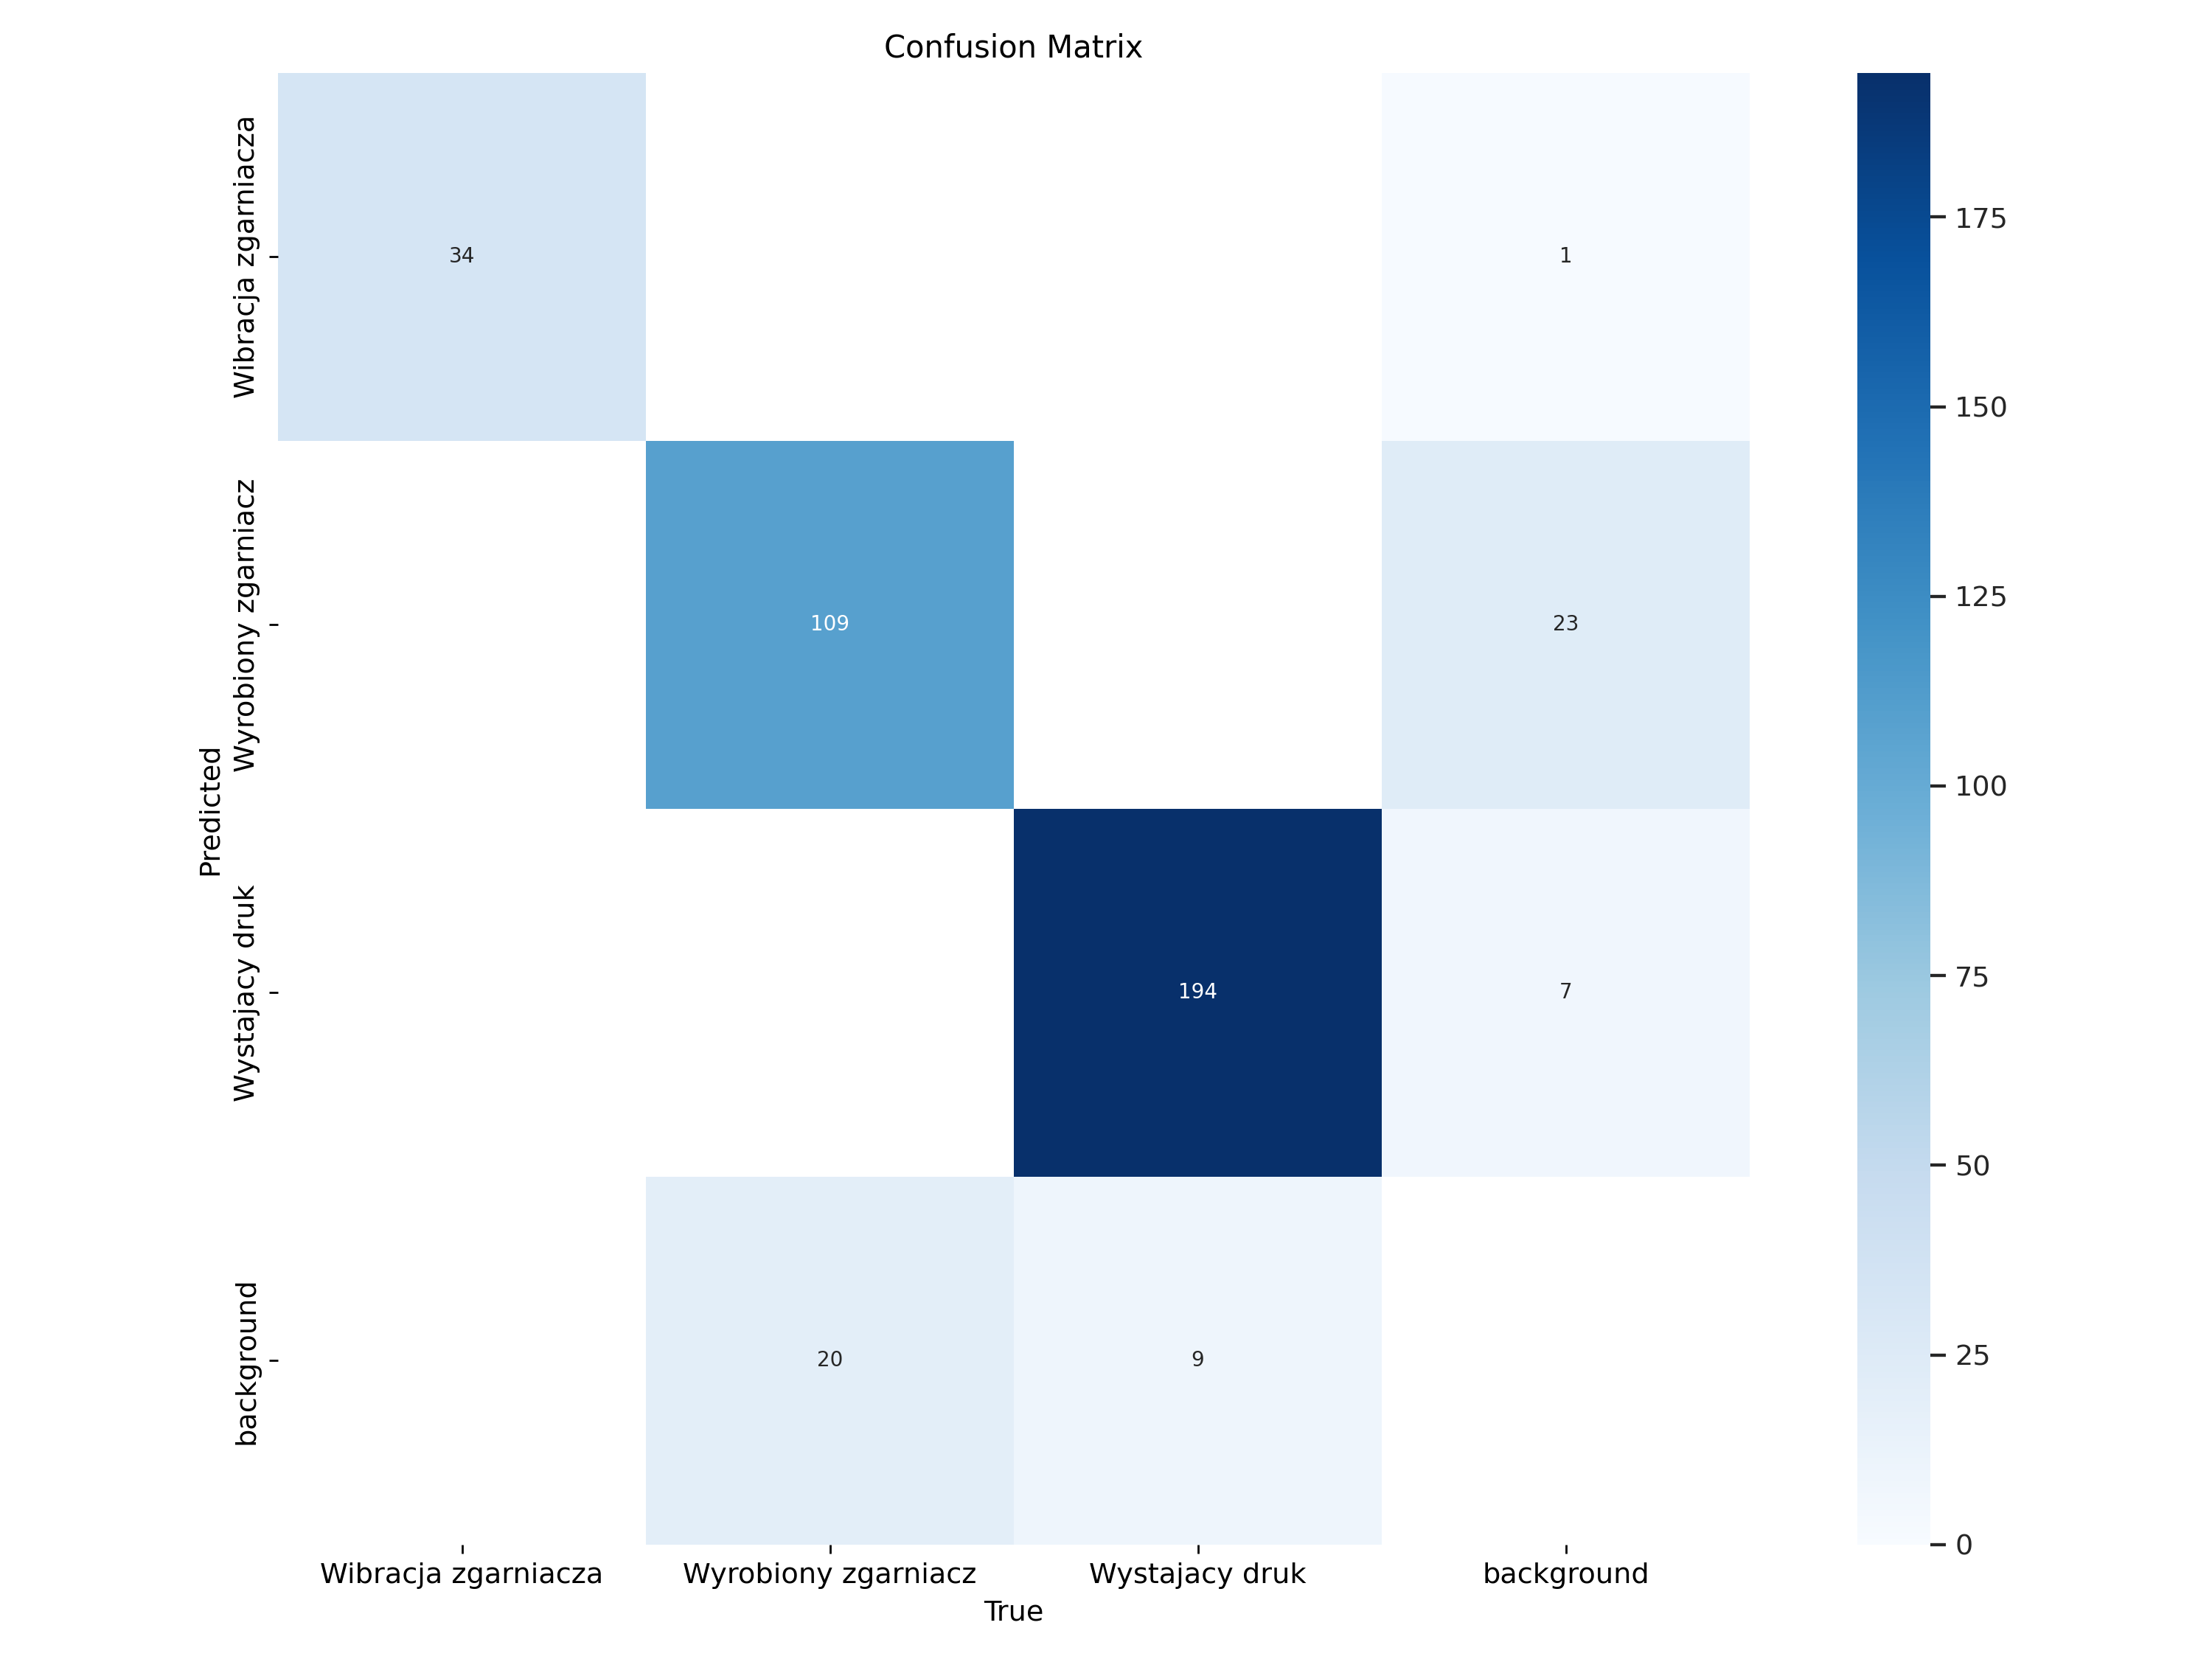 Confusion Matrix
Wibracja zgarniacza
34
1
175
150
Wyrobiony zgarniacz
109
23
125
100
Predicted
Wystajacy druk
194
7
75
50
background
20
9
25
0
Wibracja zgarniacza
Wyrobiony zgarniacz
Wystajacy druk
background
True